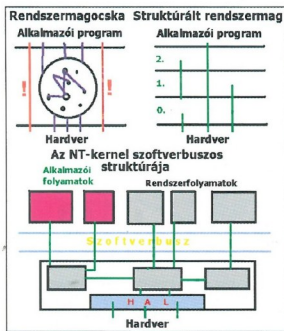 Rendszermagocska
Struktúrált rendszermag
Alkalmazói program
Alkalmazói program
2.
1.
0.
Hardver
Hardver
Az NT-kernel szoftverbuszos
struktúrája
Alkalmazói
folyamatok
Rendszerfolyamatok
Szoftverbusz
H A L
Hardver